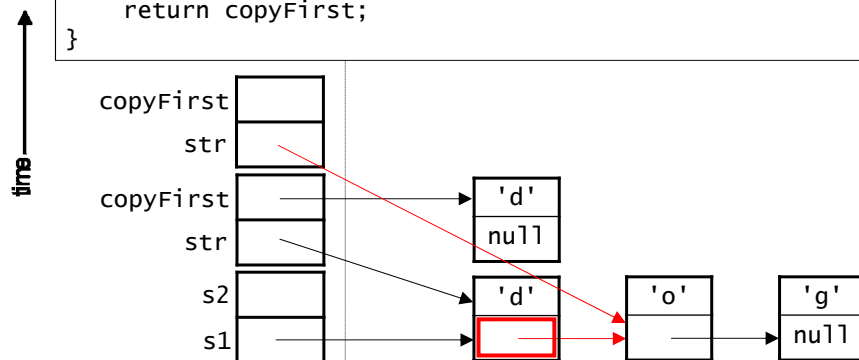 return copyFirst;
}
time
copyFirst
str
copyFirst
'd'
str
null
s2
'd'
'o'
'g'
s1
null